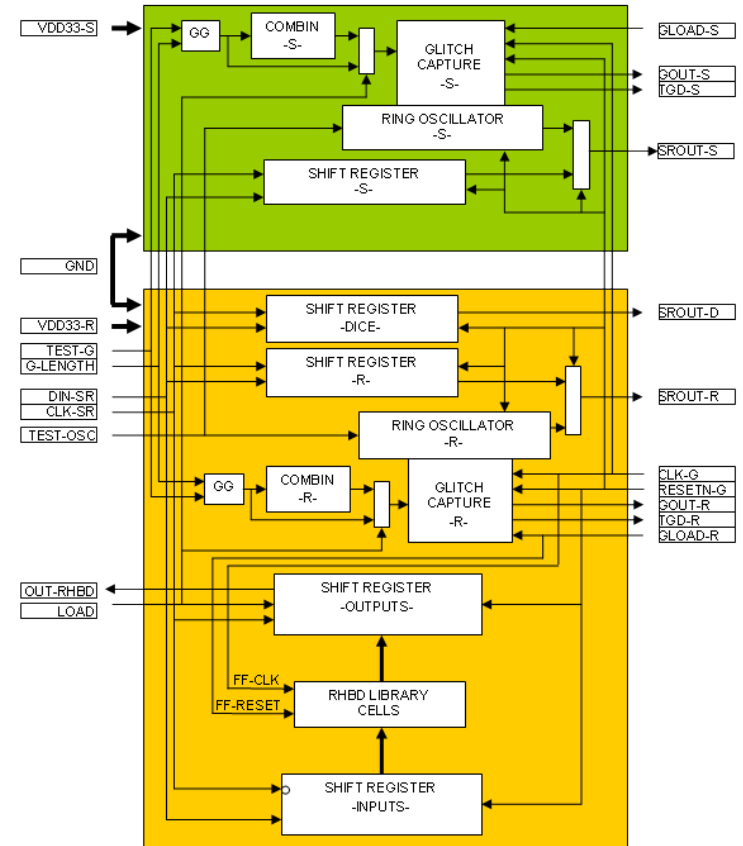 VDD33-S
GG
COMBIN
-S-
GLITCH
CAPTURE
-S-
GLOAD-S
GOUT-S
TGD-S
RING OSCILLATOR
-S-
SROUT-S
SHIFT REGISTER
-S-
GND
VDD33-R
TEST-G
G-LENGTH
DIN-SR
CLK-SR
TEST-OSC
SHIFT REGISTER
-DICE-
SROUT-D
SHIFT REGISTER
-R-
SROUT-R
RING OSCILLATOR
-R-
GG
COMBIN
-R-
GLITCH
CAPTURE
-R-
CLK-G
RESETN-G
GOUT-R
TGD-R
GLOAD-R
OUT-RHBD
LOAD
SHIFT REGISTER
-OUTPUTS-
FF-CLK
FF-RESET
RHBD LIBRARY
CELLS
SHIFT REGISTER
-INPUTS-